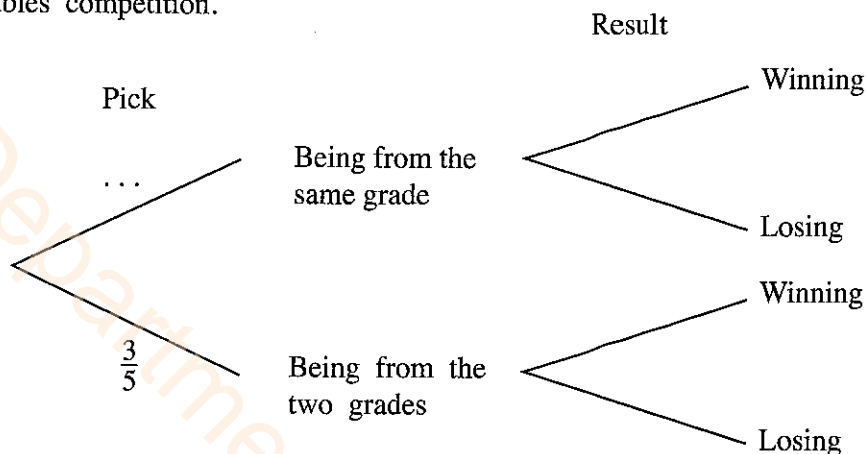 competition.
Result
Winning
Pick
Being from the
same grade
. . .
Losing
Winning
3
5
Being from the
two grades
Losing